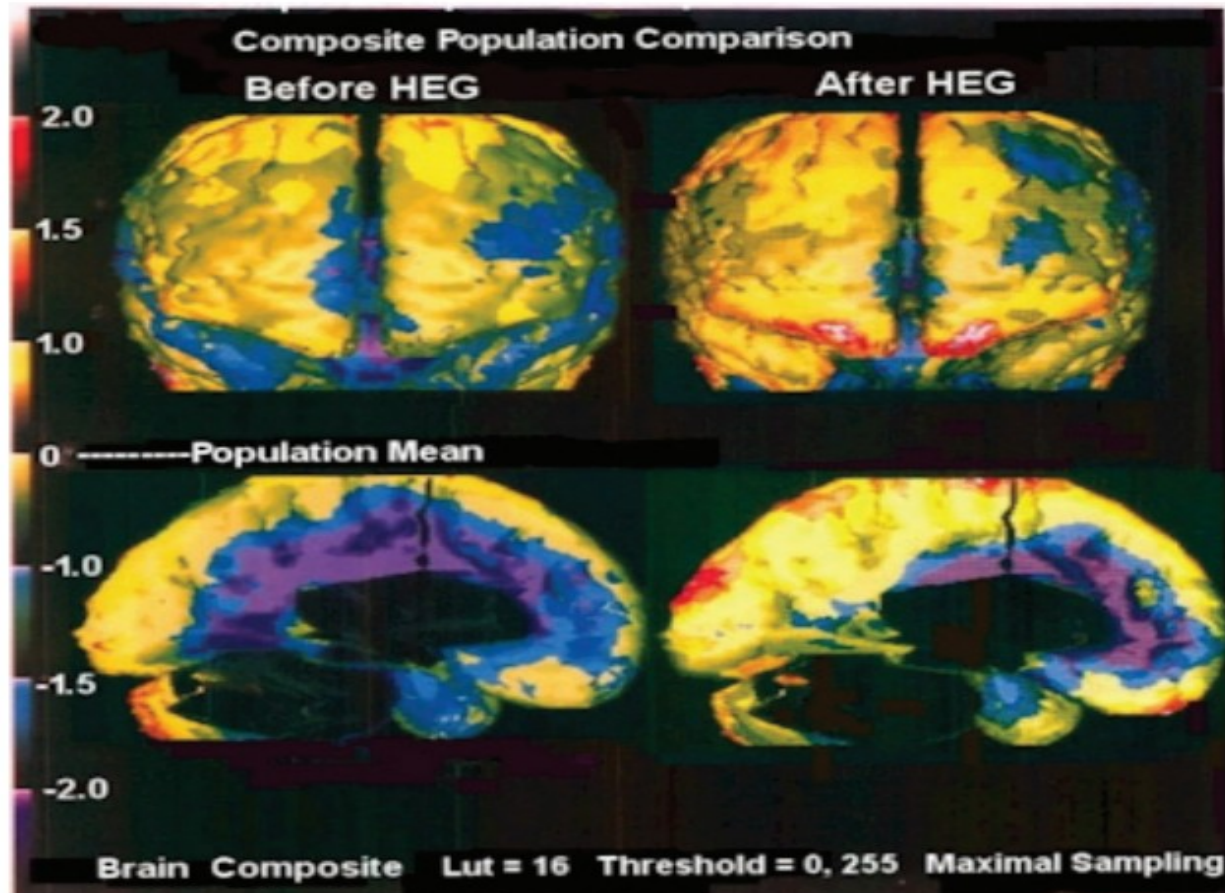 Composite Population Comparison
Before HEG After HEG
2.0
1.5
1.0
0 ---------Population Mean
-1.0
-1.5
-2.0
Brain Composite Lut = 16 Threshold = 0, 255 Maximal Sampling